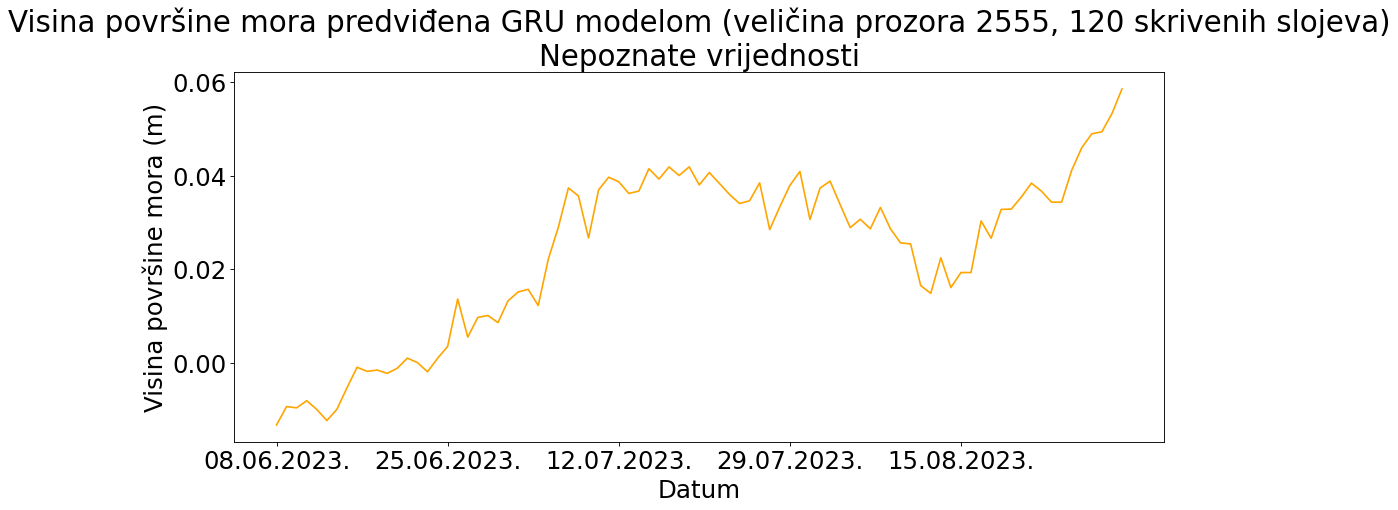 Visina površine mora predviđena GRU modelom (veličina prozora 2555, 120 skrivenih slojeva)
Nepoznate vrijednosti
Visina površine mora (m)
0.06
0.04
0.02
0.00
08.06.2023.
25.06.2023.
12.07.2023.
29.07.2023.
15.08.2023.
Datum